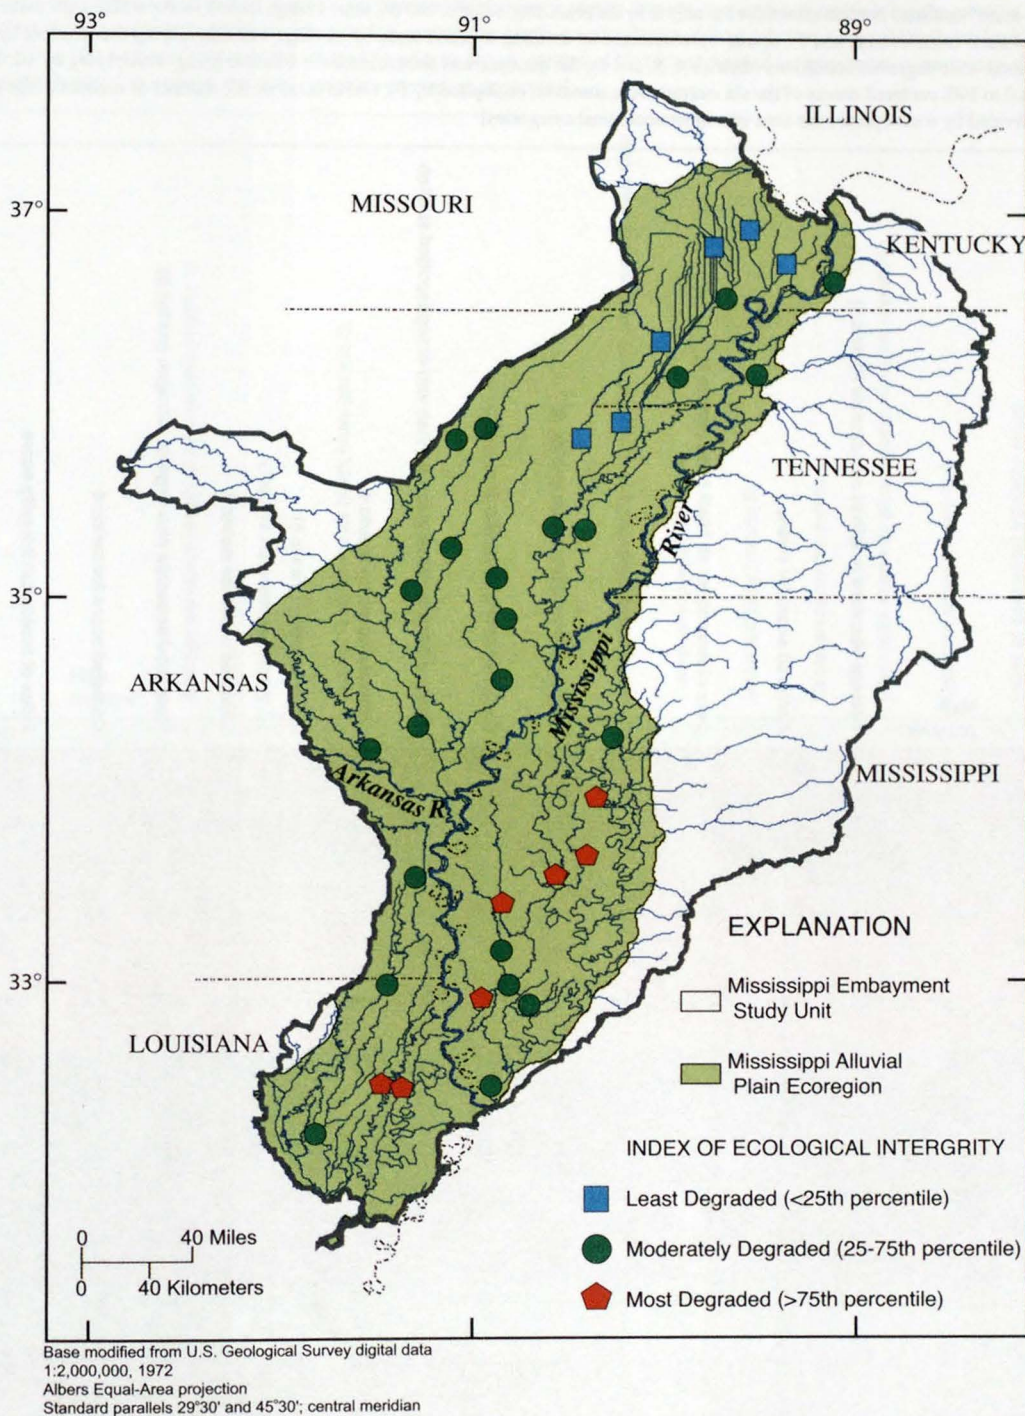 93°
91°
89°
ILLINOIS
MISSOURI
37°
KENTUCKY
TENNESSEE
River
35°
Mississippi
ARKANSAS
Arkansas R.
MISSISSIPPI
33°
LOUISIANA
EXPLANATION
Mississippi Embayment
Study Unit
Mississippi Alluvial
Plain Ecoregion
INDEX OF ECOLOGICAL INTERGRITY
Least Degraded (<25th percentile)
Moderately Degraded (25-75th percentile)
Most Degraded (>75th percentile)
0 40 Miles
0 40 Kilometers
Base modified from U.S. Geological Survey digital data
1:2,000,000, 1972
Albers Equal-Area projection
Standard parallels 29°30' and 45°30'; central meridian